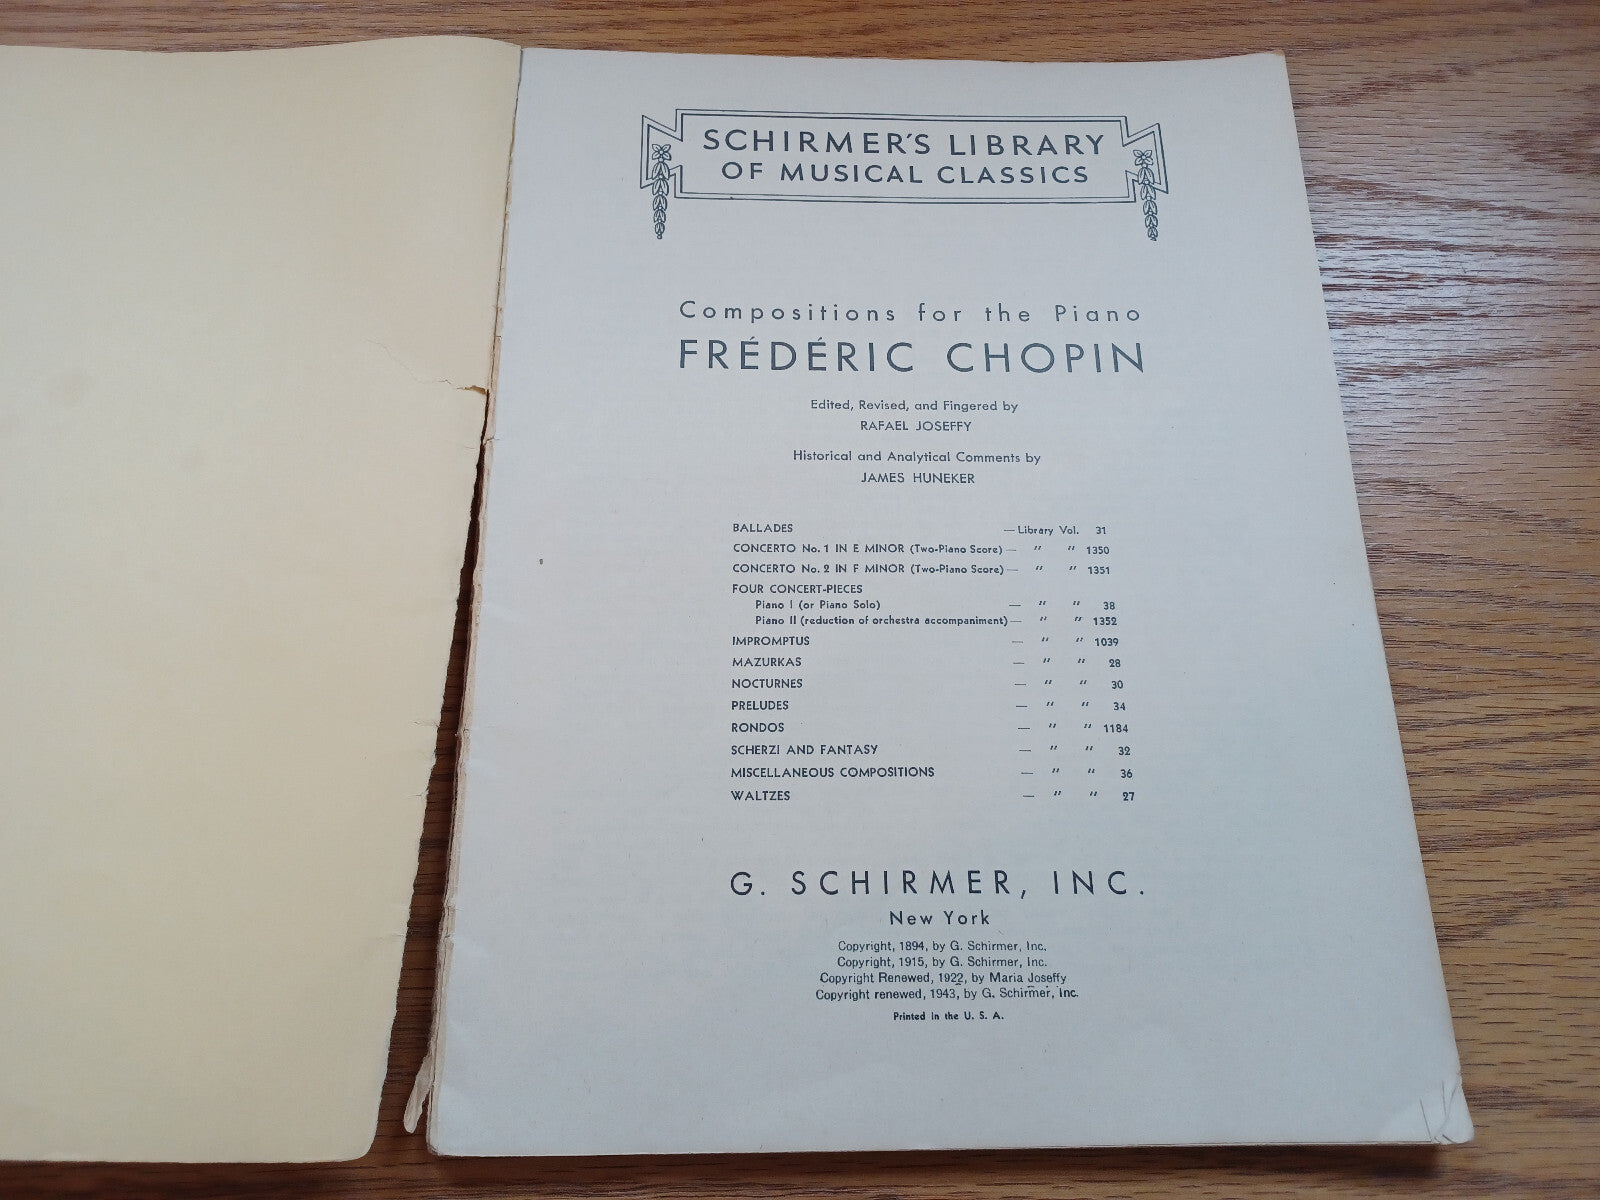 SCHIRMER'S LIBRARY
OF MUSICAL CLASSICS
Compositions for the Piano
FRÉDÉRIC CHOPIN
Edited, Revised, and Fingered by
RAFAEL JOSEFFY
Historical and Analytical Comments by
JAMES HUNEKER
BALLADES — Library Vol. 31
CONCERTO No. 1 IN E MINOR (Two-Piano Score) — " " 1350
CONCERTO No. 2 IN F MINOR (Two-Piano Score) — " " 1351
FOUR CONCERT-PIECES
Piano I (or Piano Solo) — " " 38
Piano II (reduction of orchestra accompaniment) — " " 1352
IMPROMPTUS — " " 1039
MAZURKAS — " " 28
NOCTURNES — " " 30
PRELUDES — " " 34
RONDOS — " " 1184
SCHERZI AND FANTASY — " " 32
MISCELLANEOUS COMPOSITIONS — " " 36
WALTZES — " " 27
G. SCHIRMER, INC.
New York
Copyright, 1894, by G. Schirmer, Inc.
Copyright, 1915, by G. Schirmer, Inc.
Copyright Renewed, 1922, by Maria Joseffy
Copyright renewed, 1943, by G. Schirmer, Inc.
Printed in the U. S. A.